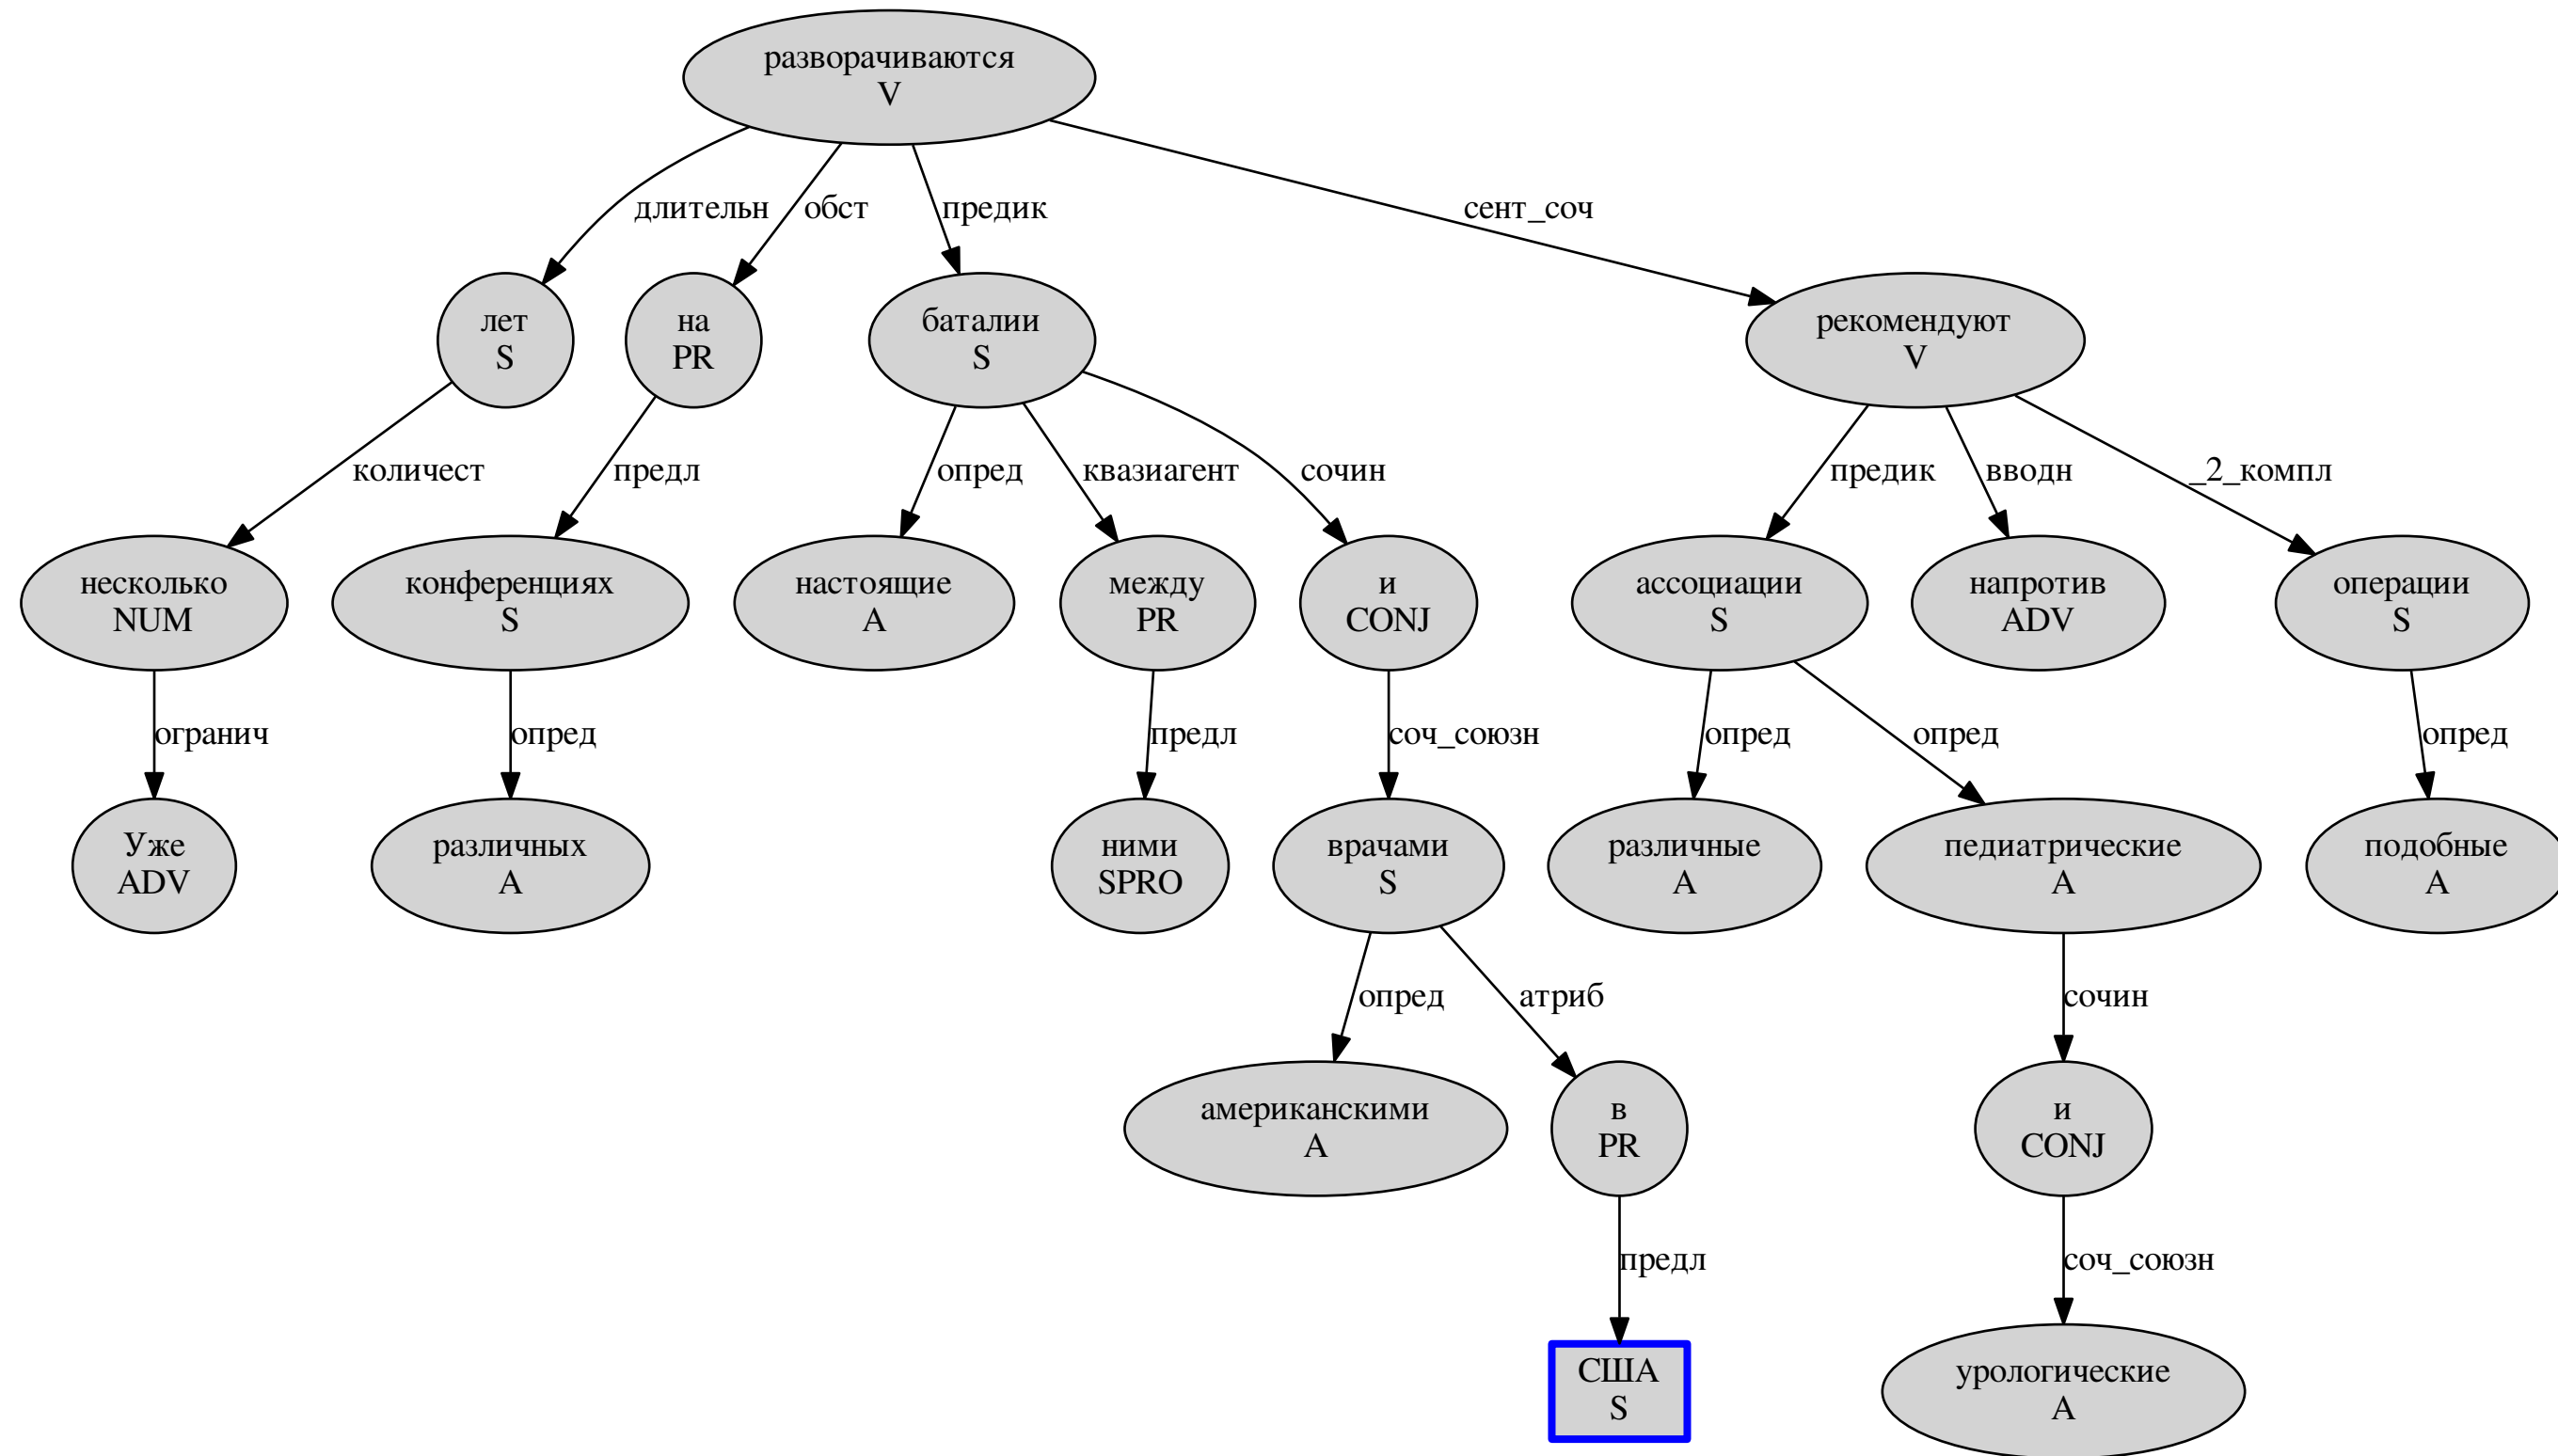 разворачиваются
V
длительн
обст
предик
сент_соч
лет
S
на
PR
баталии
S
рекомендуют
V
количест
предл
опред
квазиагент
сочин
предик
вводн
_2_компл
несколько
NUM
конференциях
S
настоящие
A
между
PR
и
CONJ
ассоциации
S
напротив
ADV
операции
S
огранич
опред
предл
соч_союзн
опред
опред
опред
Уже
ADV
различных
A
ними
SPRO
врачами
S
различные
A
педиатрические
A
подобные
A
опред
атриб
сочин
американскими
A
в
PR
и
CONJ
предл
соч_союзн
США
S
урологические
A